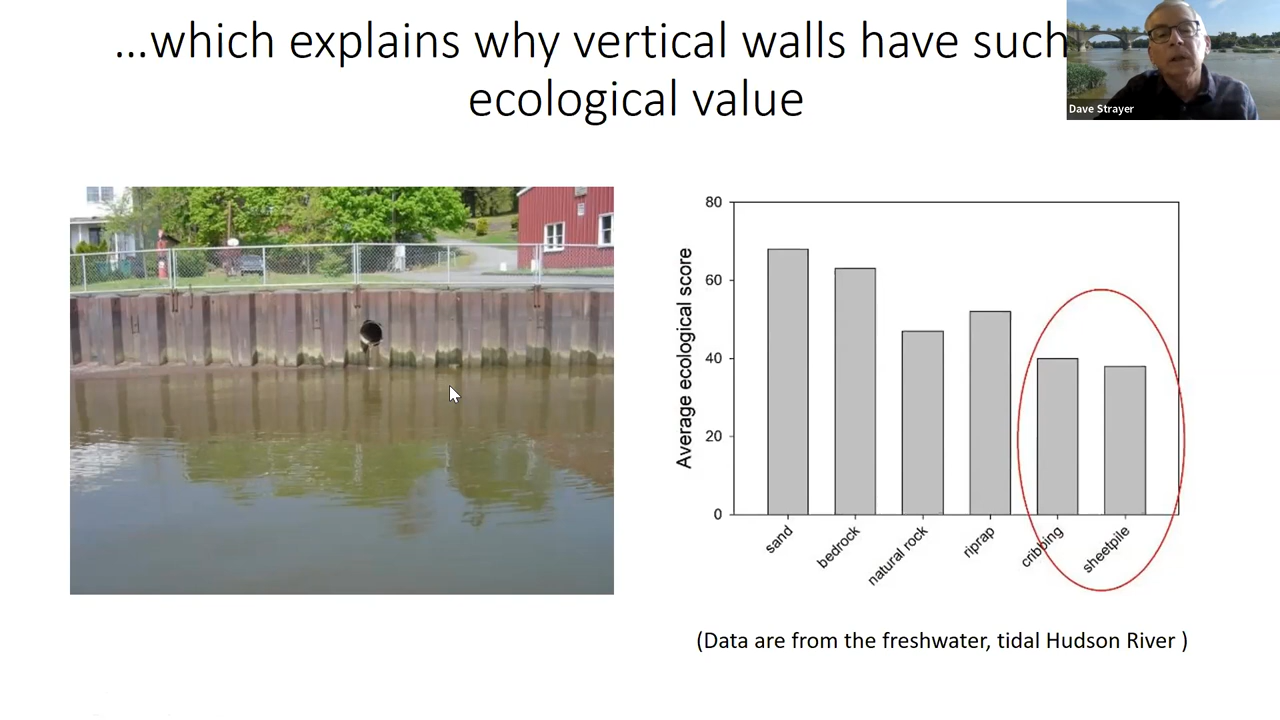 ...which explains why vertical walls have such
ecological value
Dave Strayer
80
60
40
20
0
Average ecological score
sand
bedrock
natural rock
riprap
cribbing
sheetpile
(Data are from the freshwater, tidal Hudson River )